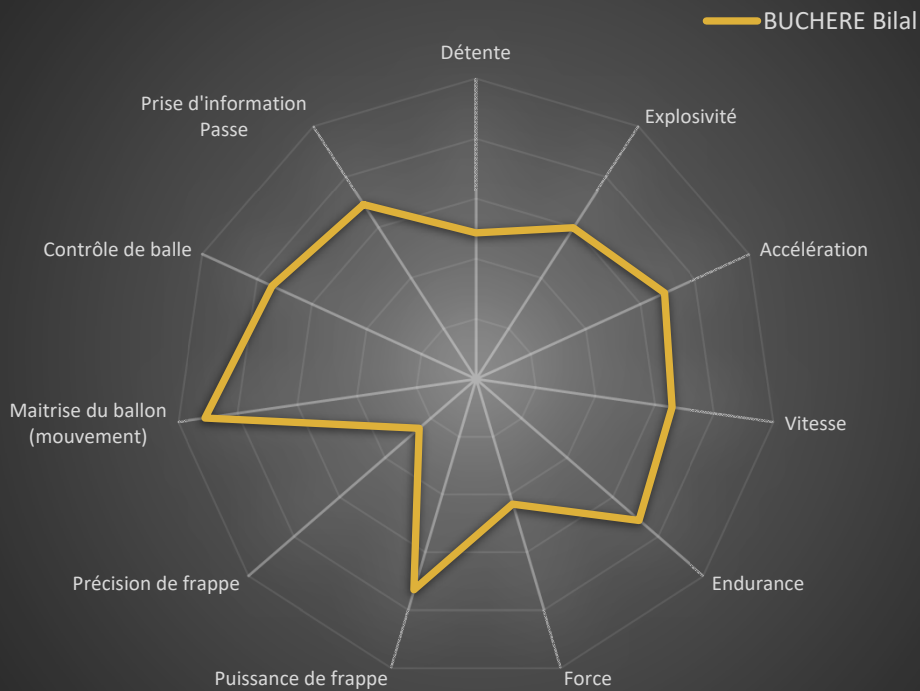 BUCHERE Bilal
Détente
Explosivité
Accélération
Vitesse
Endurance
Force
Puissance de frappe
Précision de frappe
Maitrise du ballon
(mouvement)
Contrôle de balle
Prise d'information
Passe